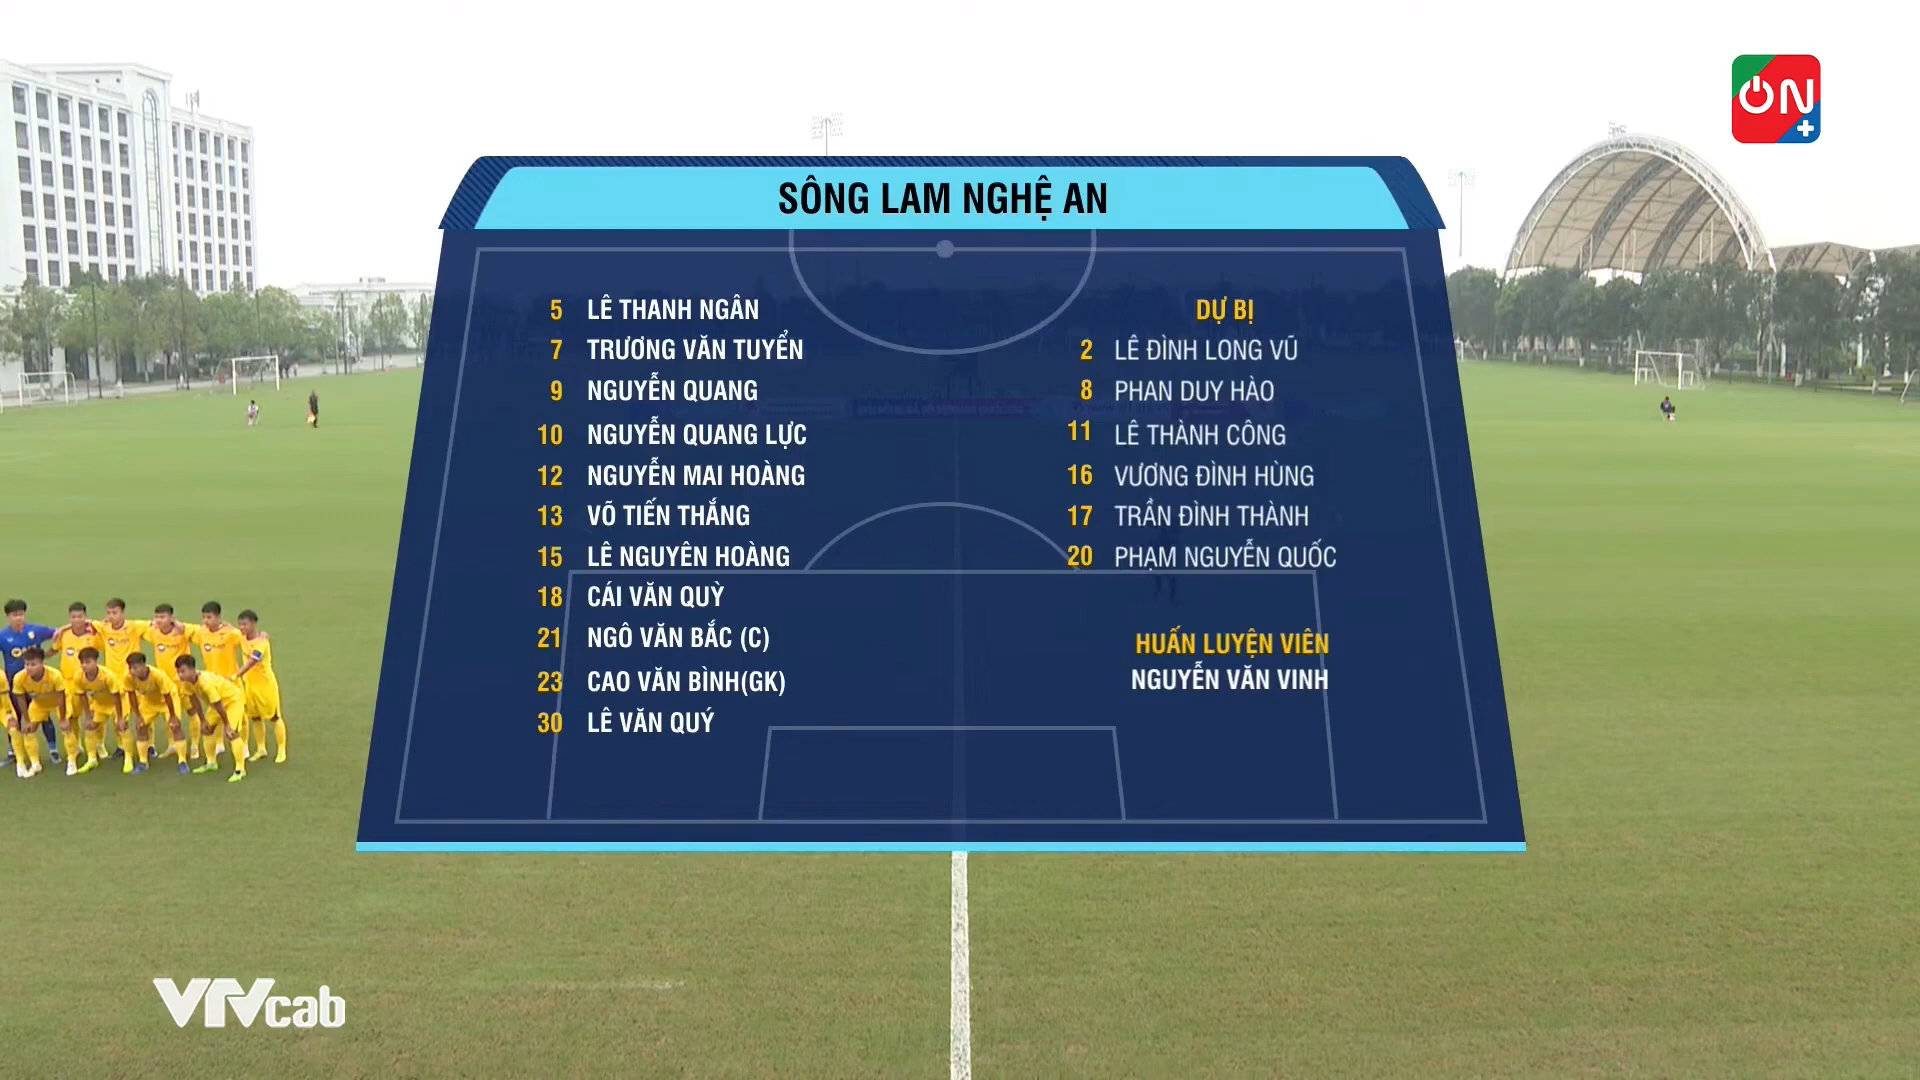 ON+
SÔNG LAM NGHỆ AN
5 LÊ THANH NGÂN
7 TRƯƠNG VĂN TUYỂN
9 NGUYỄN QUANG
10 NGUYỄN QUANG LỰC
12 NGUYỄN MAI HOÀNG
13 VÕ TIẾN THẮNG
15 LÊ NGUYÊN HOÀNG
18 CÁI VĂN QUỲ
21 NGÔ VĂN BẮC (C)
23 CAO VĂN BÌNH(GK)
30 LÊ VĂN QUÝ
DỰ BỊ
2 LÊ ĐÌNH LONG VŨ
8 PHAN DUY HÀO
11 LÊ THÀNH CÔNG
16 VƯƠNG ĐÌNH HÙNG
17 TRẦN ĐÌNH THÀNH
20 PHẠM NGUYỄN QUỐC
HUẤN LUYỆN VIÊN
NGUYỄN VĂN VINH
VTVcab